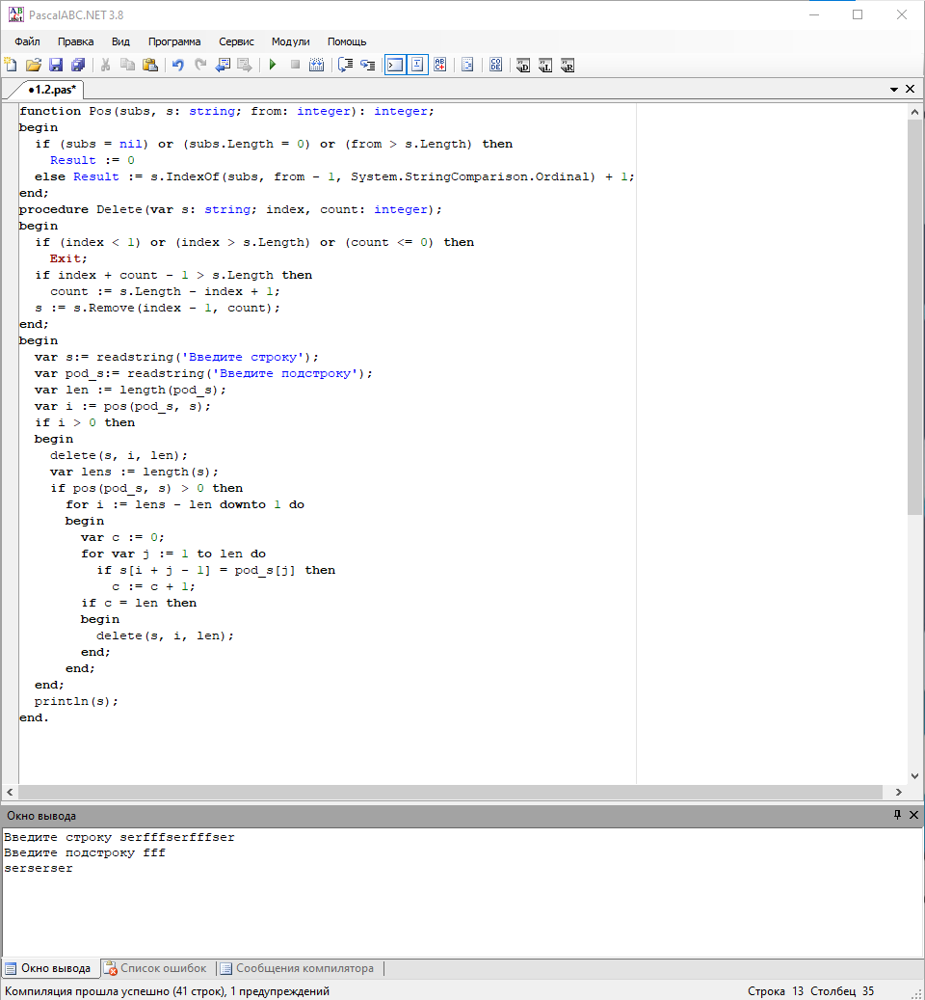 PascalABC.NET 3.8
Файл Правка Вид Программа Сервис Модули Помощь
●1.2.pas*
function Pos(subs, s: string; from: integer): integer;
begin
  if (subs = nil) or (subs.Length = 0) or (from > s.Length) then
    Result := 0
  else Result := s.IndexOf(subs, from - 1, System.StringComparison.Ordinal) + 1;
end;
procedure Delete(var s: string; index, count: integer);
begin
  if (index < 1) or (index > s.Length) or (count <= 0) then
    Exit;
  if index + count - 1 > s.Length then
    count := s.Length - index + 1;
  s := s.Remove(index - 1, count);
end;
begin
  var s:= readstring('Введите строку');
  var pod_s:= readstring('Введите подстроку');
  var len := length(pod_s);
  var i := pos(pod_s, s);
  if i > 0 then
  begin
    delete(s, i, len);
    var lens := length(s);
    if pos(pod_s, s) > 0 then
      for i := lens - len downto 1 do
      begin
        var c := 0;
        for var j := 1 to len do
          if s[i + j - 1] = pod_s[j] then
            c := c + 1;
        if c = len then
        begin
          delete(s, i, len);
        end;
      end;
  end;
  println(s);
end.
Окно вывода
Введите строку serfffserfffser
Введите подстроку fff
serserser
Окно вывода Список ошибок Сообщения компилятора
Компиляция прошла успешно (41 строк), 1 предупреждений Строка 13 Столбец 35